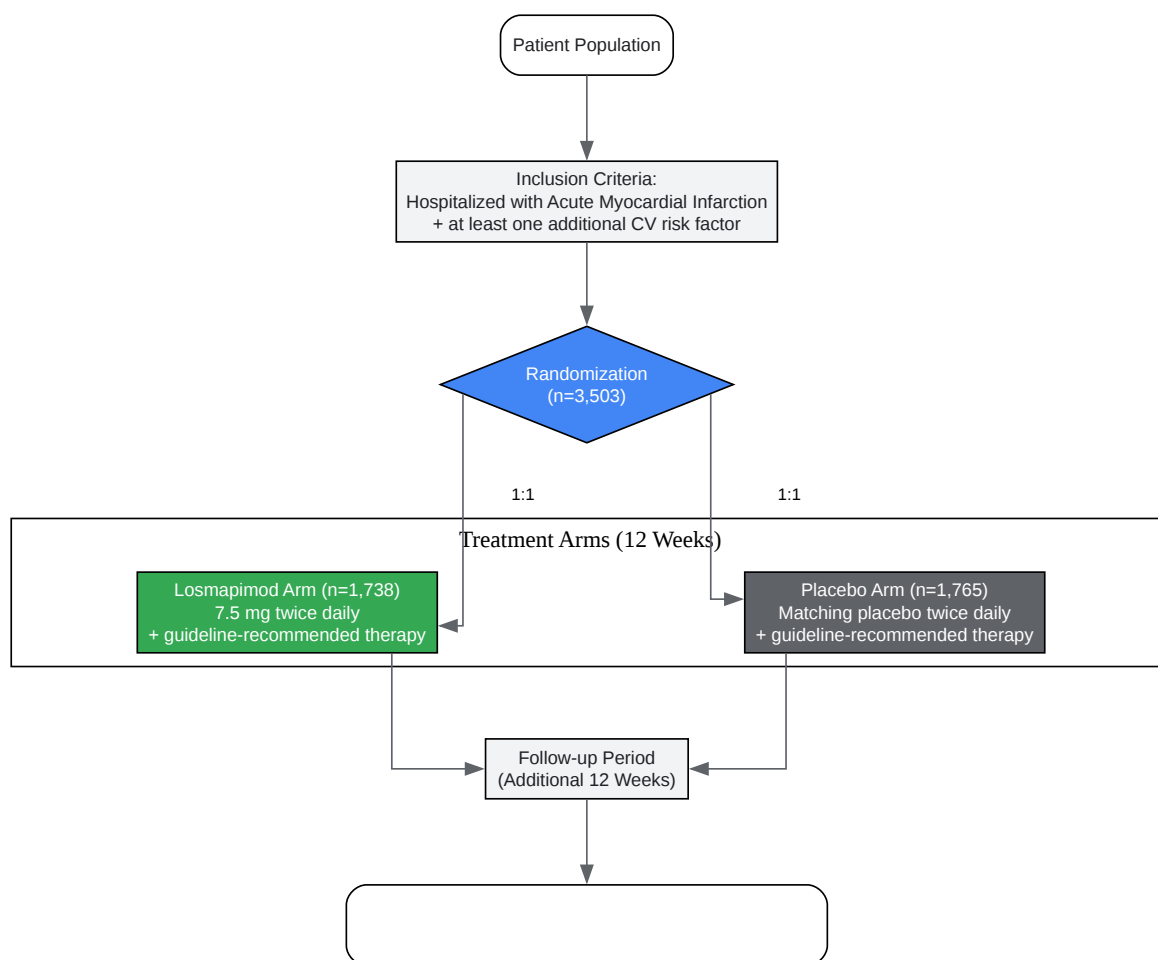 Patient Population
Inclusion Criteria:
Hospitalized with Acute Myocardial Infarction
+ at least one additional CV risk factor
Randomization
(n=3,503)
1:1
1:1
Treatment Arms (12 Weeks)
Losmapimod Arm (n=1,738)
7.5 mg twice daily
+ guideline-recommended therapy
Placebo Arm (n=1,765)
Matching placebo twice daily
+ guideline-recommended therapy
Follow-up Period
(Additional 12 Weeks)